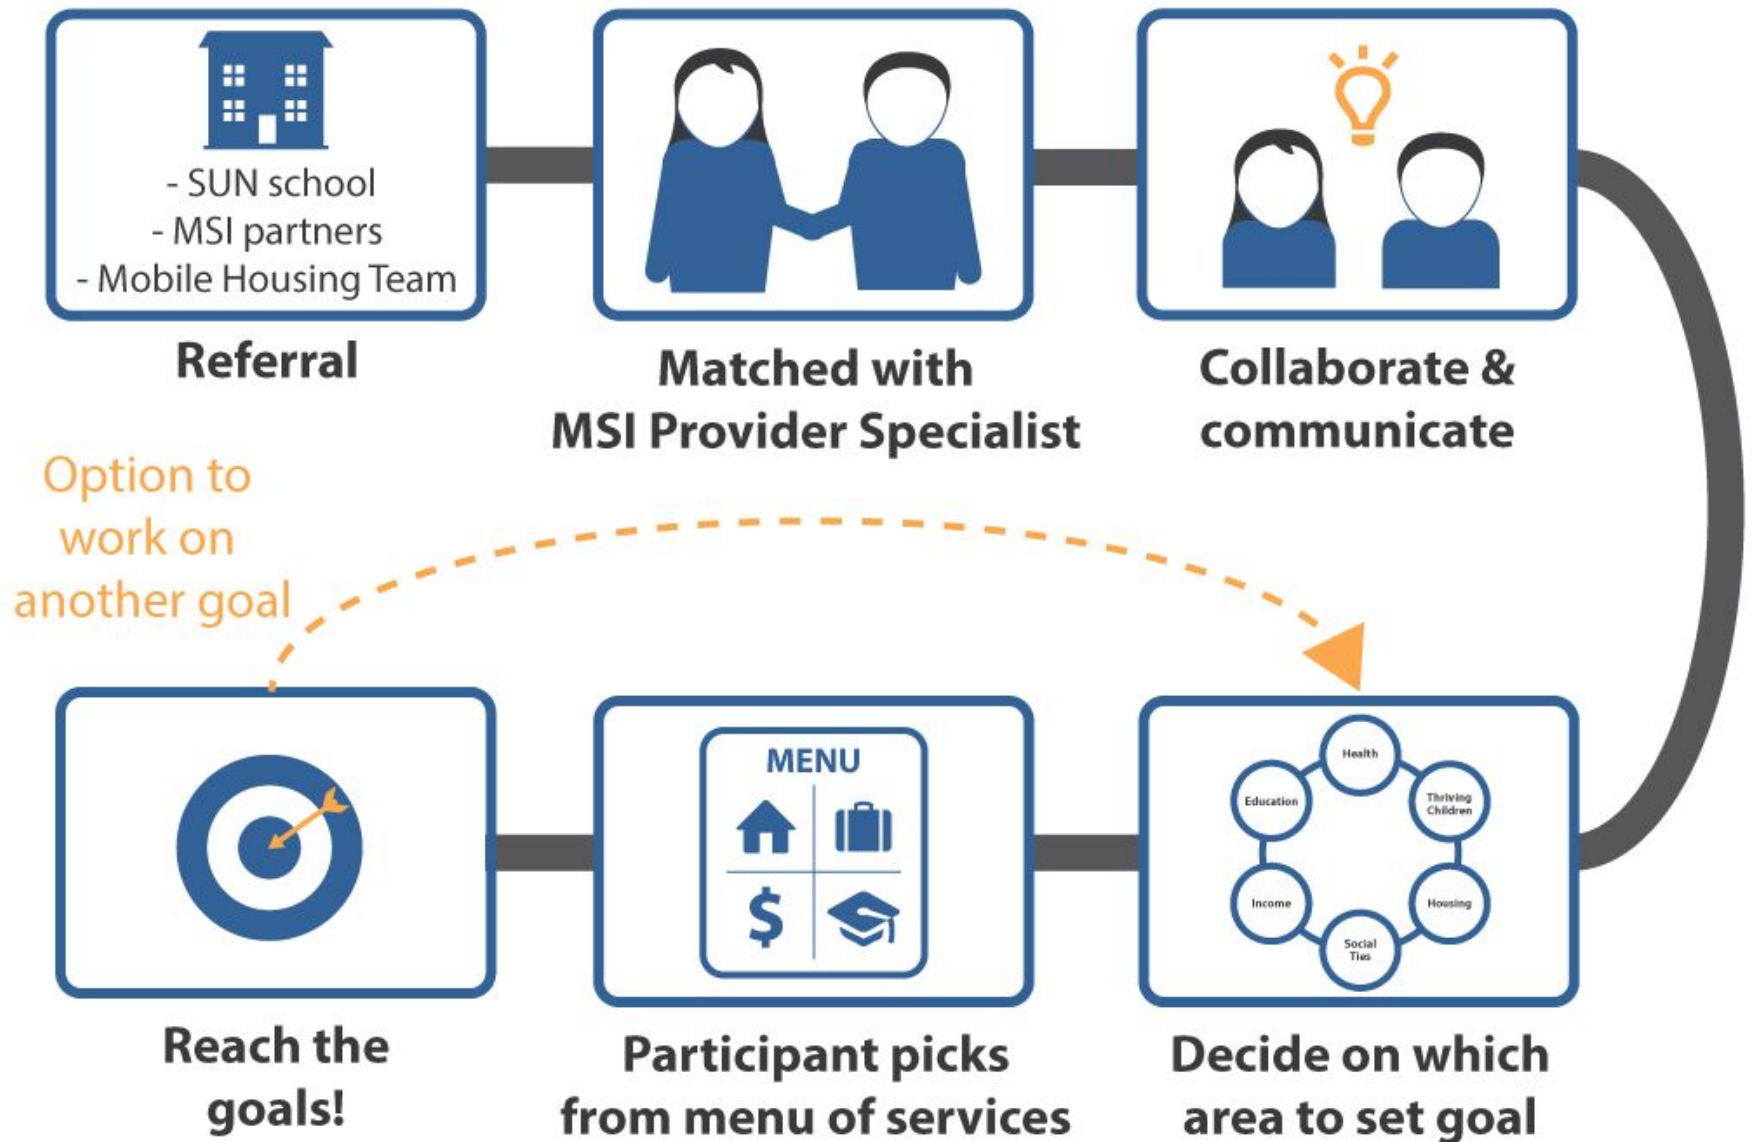 - SUN school
- MSI partners
- Mobile Housing Team
Referral
Matched with
MSI Provider Specialist
Collaborate &
communicate
Option to
work on
another goal
Reach the
goals!
MENU
$
Participant picks
from menu of services
Health
Education
Thriving
Children
Income
Housing
Social
Ties
Decide on which
area to set goal